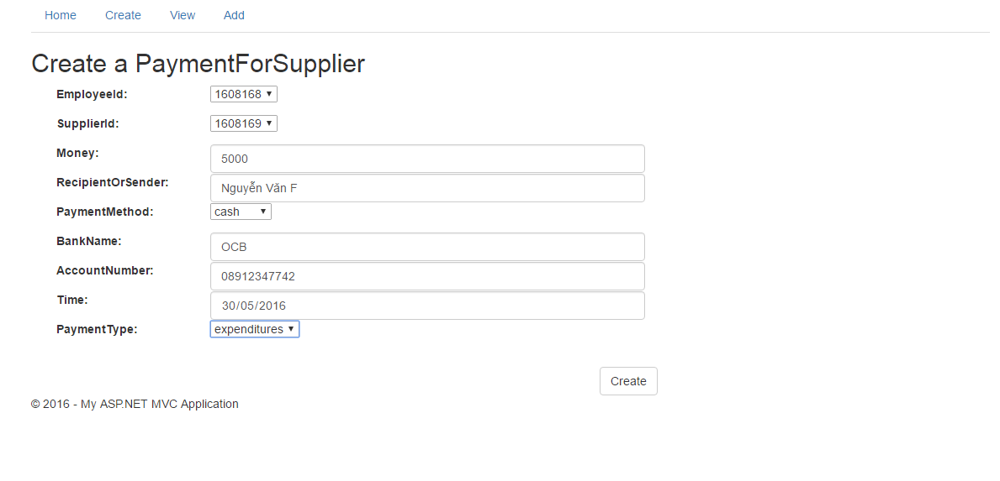 Home Create View Add
Create a PaymentForSupplier
EmployeeId: 1608168
SupplierId: 1608169
Money: 5000
RecipientOrSender: Nguyễn Văn F
PaymentMethod: cash
BankName: OCB
AccountNumber: 08912347742
Time: 30/05/2016
PaymentType: expenditures
Create
© 2016 - My ASP.NET MVC Application